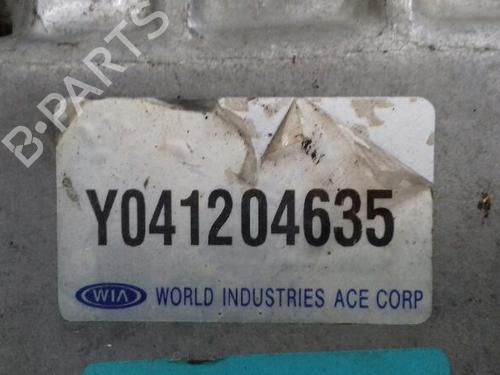 B-PARTS
Y041204635
WIA WORLD INDUSTRIES ACE CORP